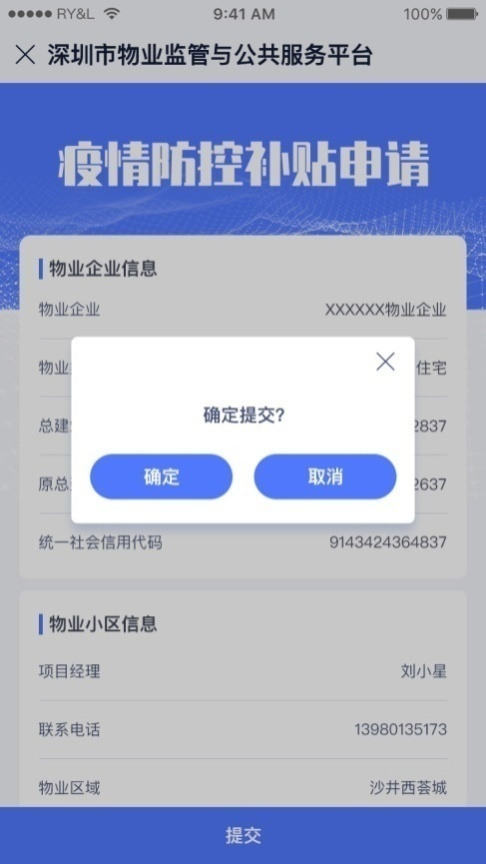 RY&L 9:41 AM 100%
深圳市物业监管与公共服务平台
疫情防控补贴申请
物业企业信息
物业企业 XXXXXX物业企业
物业 住宅
确定提交?
总建 2837
确定 取消
原总 2637
统一社会信用代码 9143424364837
物业小区信息
项目经理 刘小星
联系电话 13980135173
物业区域 沙井西荟城
提交